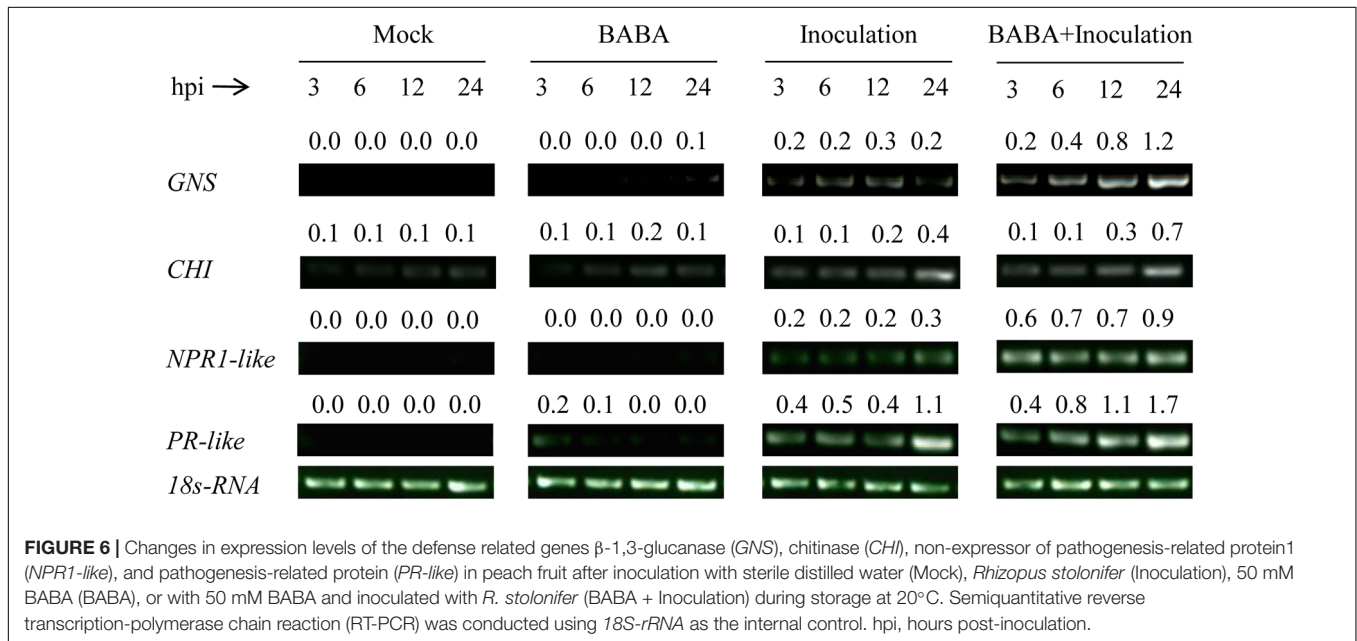 Mock BABA Inoculation BABA+Inoculation
hpi → 3 6 12 24 3 6 12 24 3 6 12 24 3 6 12 24
0.0 0.0 0.0 0.0 0.0 0.0 0.0 0.1 0.2 0.2 0.3 0.2 0.2 0.4 0.8 1.2
GNS
0.1 0.1 0.1 0.1 0.1 0.1 0.2 0.1 0.1 0.1 0.2 0.4 0.1 0.1 0.3 0.7
CHI
0.0 0.0 0.0 0.0 0.0 0.0 0.0 0.0 0.2 0.2 0.2 0.3 0.6 0.7 0.7 0.9
NPR1-like
0.0 0.0 0.0 0.0 0.2 0.1 0.0 0.0 0.4 0.5 0.4 1.1 0.4 0.8 1.1 1.7
PR-like
18s-RNA
FIGURE 6 | Changes in expression levels of the defense related genes β-1,3-glucanase (GNS), chitinase (CHI), non-expressor of pathogenesis-related protein1
(NPR1-like), and pathogenesis-related protein (PR-like) in peach fruit after inoculation with sterile distilled water (Mock), Rhizopus stolonifer (Inoculation), 50 mM
BABA (BABA), or with 50 mM BABA and inoculated with R. stolonifer (BABA + Inoculation) during storage at 20°C. Semiquantitative reverse
transcription-polymerase chain reaction (RT-PCR) was conducted using 18S-rRNA as the internal control. hpi, hours post-inoculation.